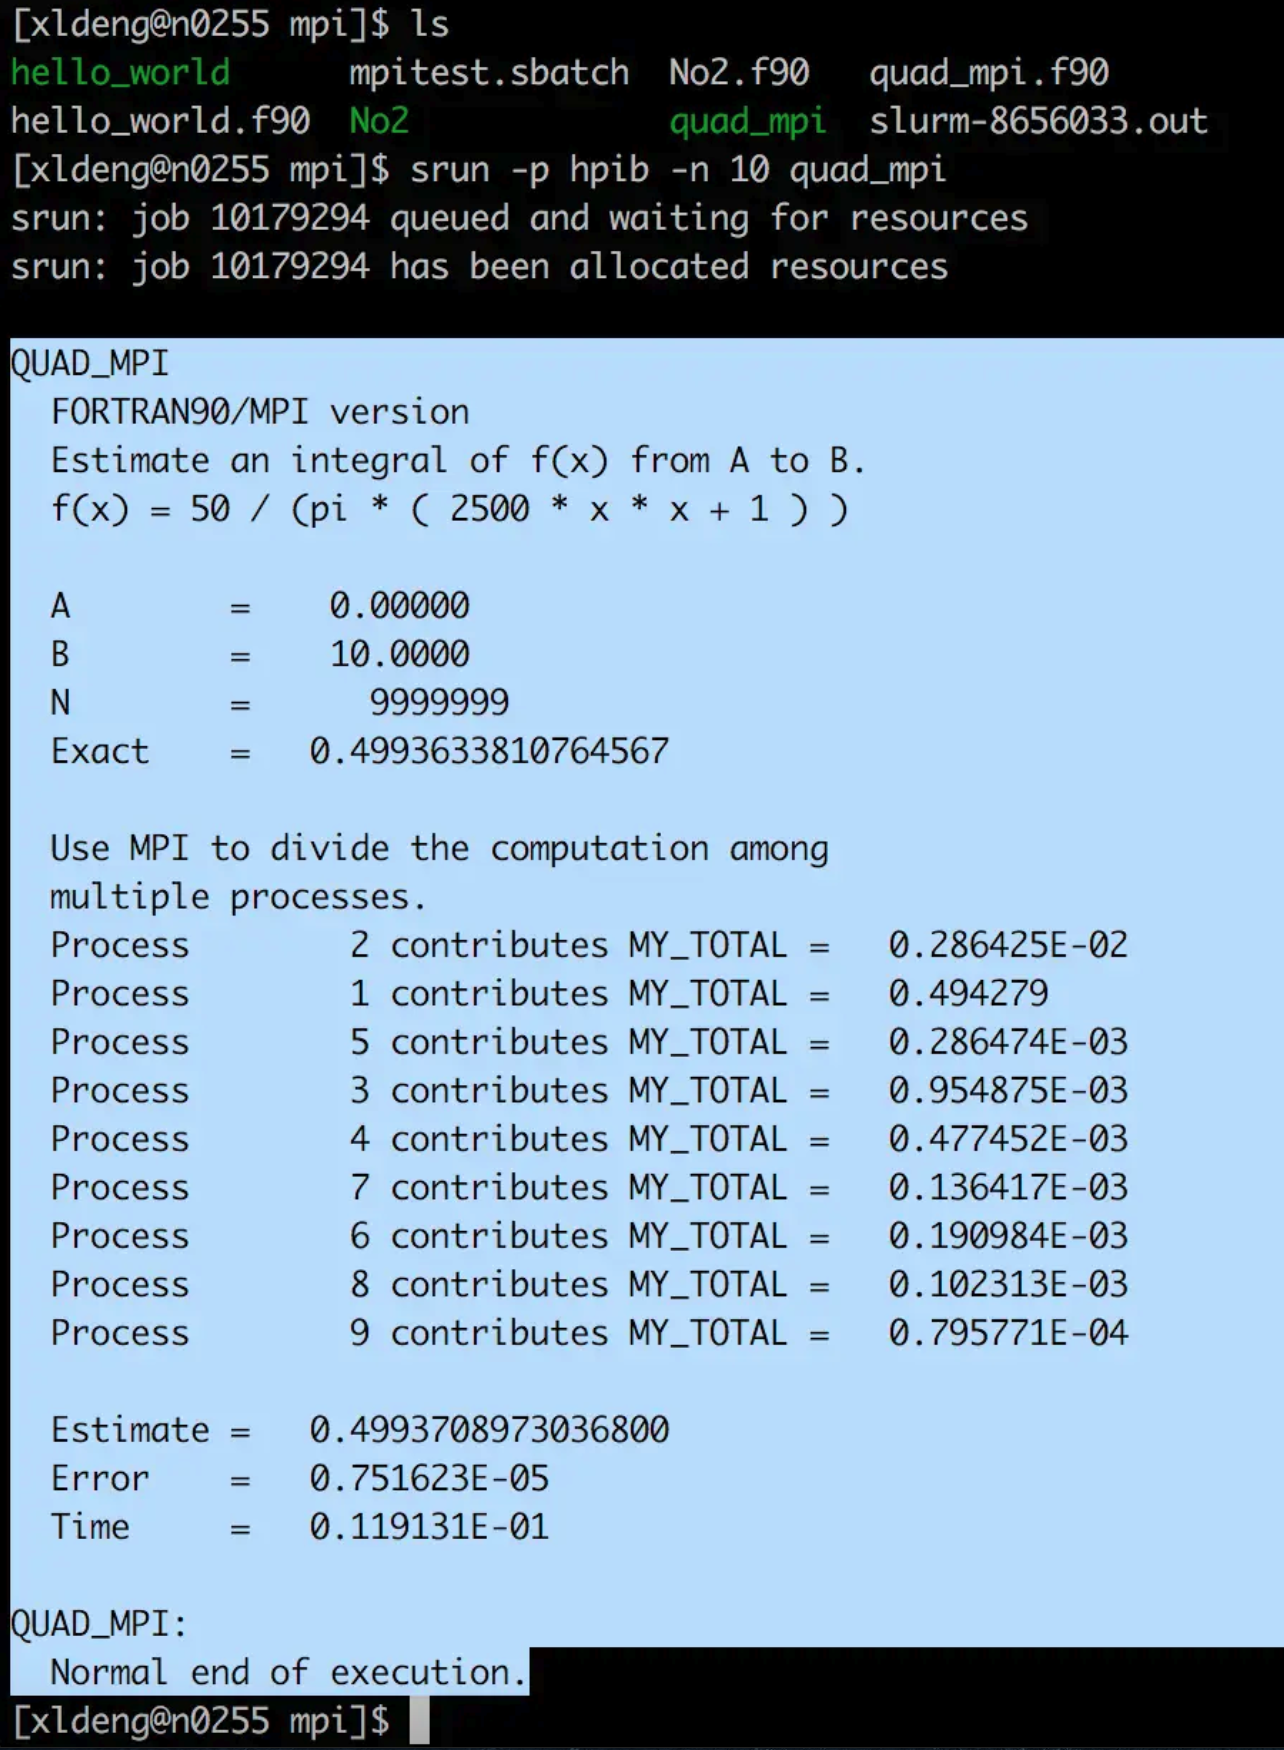 [xldeng@n0255 mpi]$ ls
hello_world      mpitest.sbatch  No2.f90   quad_mpi.f90
hello_world.f90  No2             quad_mpi  slurm-8656033.out
[xldeng@n0255 mpi]$ srun -p hpib -n 10 quad_mpi
srun: job 10179294 queued and waiting for resources
srun: job 10179294 has been allocated resources

QUAD_MPI
  FORTRAN90/MPI version
  Estimate an integral of f(x) from A to B.
  f(x) = 50 / (pi * ( 2500 * x * x + 1 ) )

  A        =    0.00000
  B        =    10.0000
  N        =      9999999
  Exact    =   0.4993633810764567

  Use MPI to divide the computation among
  multiple processes.
  Process        2 contributes MY_TOTAL =   0.286425E-02
  Process        1 contributes MY_TOTAL =   0.494279
  Process        5 contributes MY_TOTAL =   0.286474E-03
  Process        3 contributes MY_TOTAL =   0.954875E-03
  Process        4 contributes MY_TOTAL =   0.477452E-03
  Process        7 contributes MY_TOTAL =   0.136417E-03
  Process        6 contributes MY_TOTAL =   0.190984E-03
  Process        8 contributes MY_TOTAL =   0.102313E-03
  Process        9 contributes MY_TOTAL =   0.795771E-04

  Estimate =   0.4993708973036800
  Error    =   0.751623E-05
  Time     =   0.119131E-01

QUAD_MPI:
  Normal end of execution.
[xldeng@n0255 mpi]$